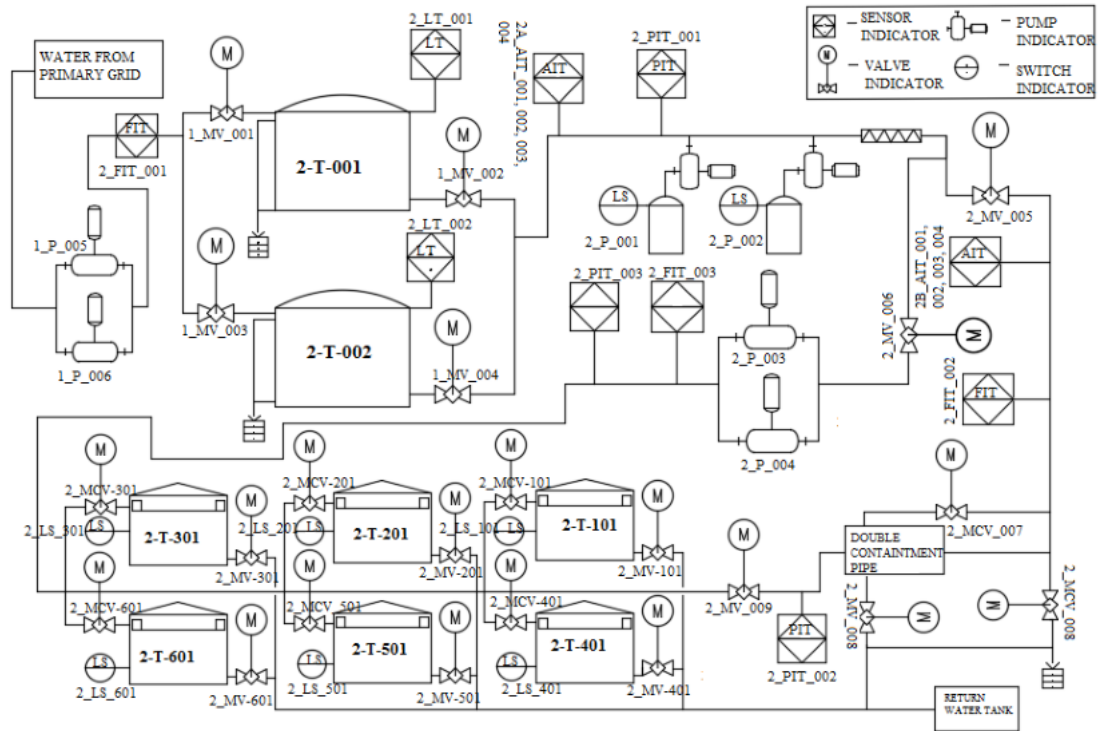 WATER FROM
PRIMARY GRID
M
FIT
2_FIT_001
1_MV_001
2_LT_001
LT
2-T-001
2A_AIT_001, 002, 003,
004
M
1_MV_002
AIT
2_PIT_001
PIT
SENSOR
INDICATOR
PUMP
INDICATOR
M
VALVE
INDICATOR
SWITCH
INDICATOR
LS
2_P_001
LS
2_P_002
M
2_MV_005
1_P_005
1_P_006
M
1_MV_003
2_LT_002
LT
2-T-002
M
1_MV_004
2_PIT_003
2_FIT_003
2_P_003
2_P_004
2B_AIT_001,
002, 003, 004
AIT
2_MV_006
M
2_FIT_002
FIT
M
2_MCV-301
2_LS_301
LS
2-T-301
M
2_MV-301
M
2_MCV-201
2_LS_201
LS
2-T-201
M
2_MV-201
M
2_MCV-101
2_LS_101
LS
2-T-101
M
2_MV-101
M
2_MCV_007
DOUBLE
CONTAINTMENT
PIPE
M
2_MCV-601
LS
2_LS_601
2-T-601
M
2_MV-601
M
2_MCV_501
LS
2_LS_501
2-T-501
M
2_MV-501
M
2_MCV-401
LS
2_LS_401
2-T-401
M
2_MV-401
M
2_MV_009
PIT
2_PIT_002
2_MV_008
M
M
2_MCV_008
RETURN
WATER TANK